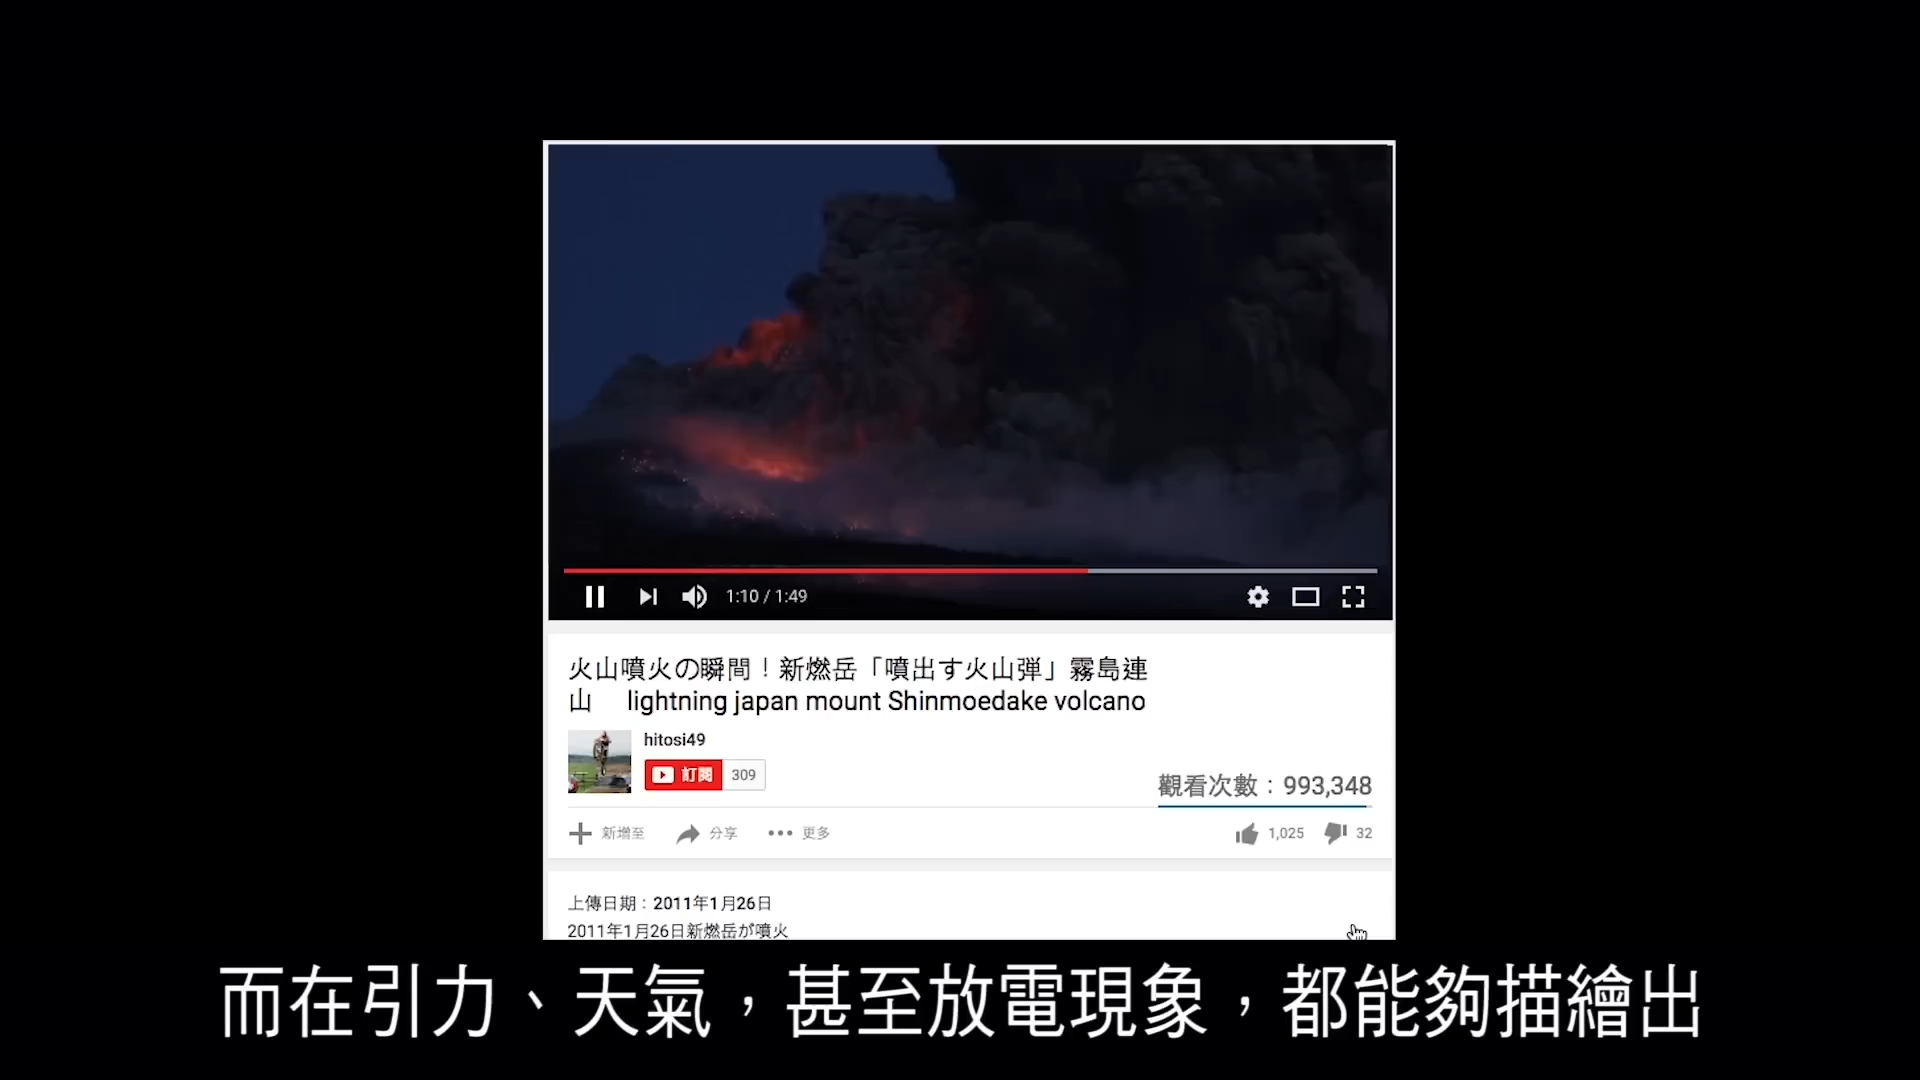 1:10 / 1:49
火山噴火の瞬間！新燃岳「噴出す火山弾」霧島連
山　lightning japan mount Shinmoedake volcano
hitosi49
訂閱 309
觀看次數：993,348
新增至 分享 更多 1,025 32
上傳日期：2011年1月26日
2011年1月26日新燃岳が噴火
而在引力、天氣，甚至放電現象，都能夠描繪出